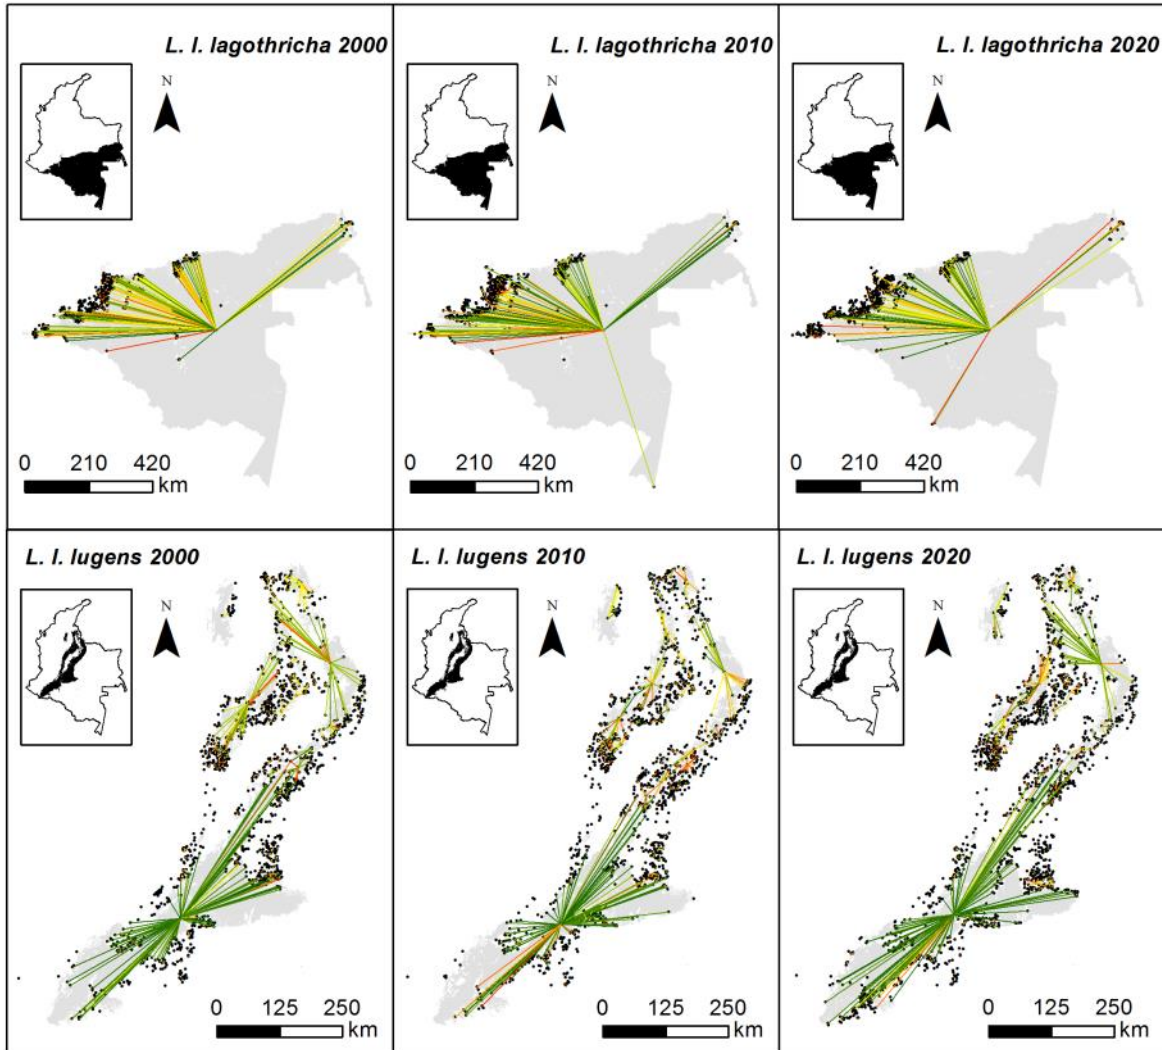 L. l. lagothricha 2000
N
0 210 420
km
L. l. lagothricha 2010
N
0 210 420
km
L. l. lagothricha 2020
N
0 210 420
km
L. l. lugens 2000
N
0 125 250
km
L. l. lugens 2010
N
0 125 250
km
L. l. lugens 2020
N
0 125 250
km